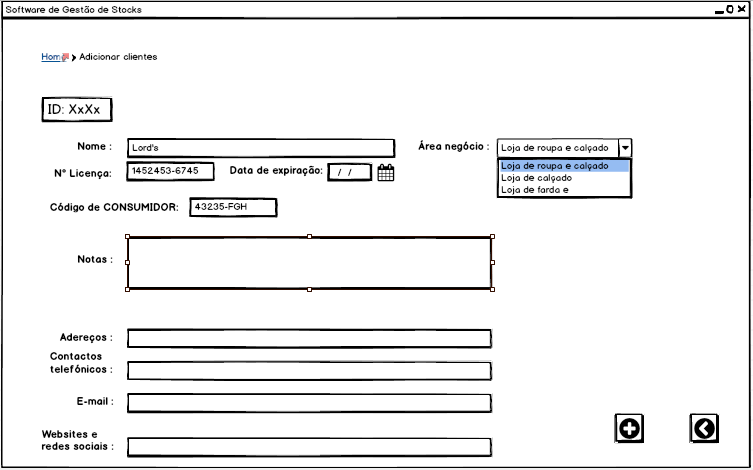 Software de Gestão de Stocks
Home Adicionar clientes
ID: XxXx
Nome : Lord's Área negócio : Loja de roupa e calçado
Loja de roupa e calçado
Nº Licença: 1452453-6745 Data de expiração: / /
Loja de calçado
Loja de farda e
Código de CONSUMIDOR: 43235-FGH
Notas :
Adereços :
Contactos
telefónicos :
E-mail :
Websites e
redes sociais :